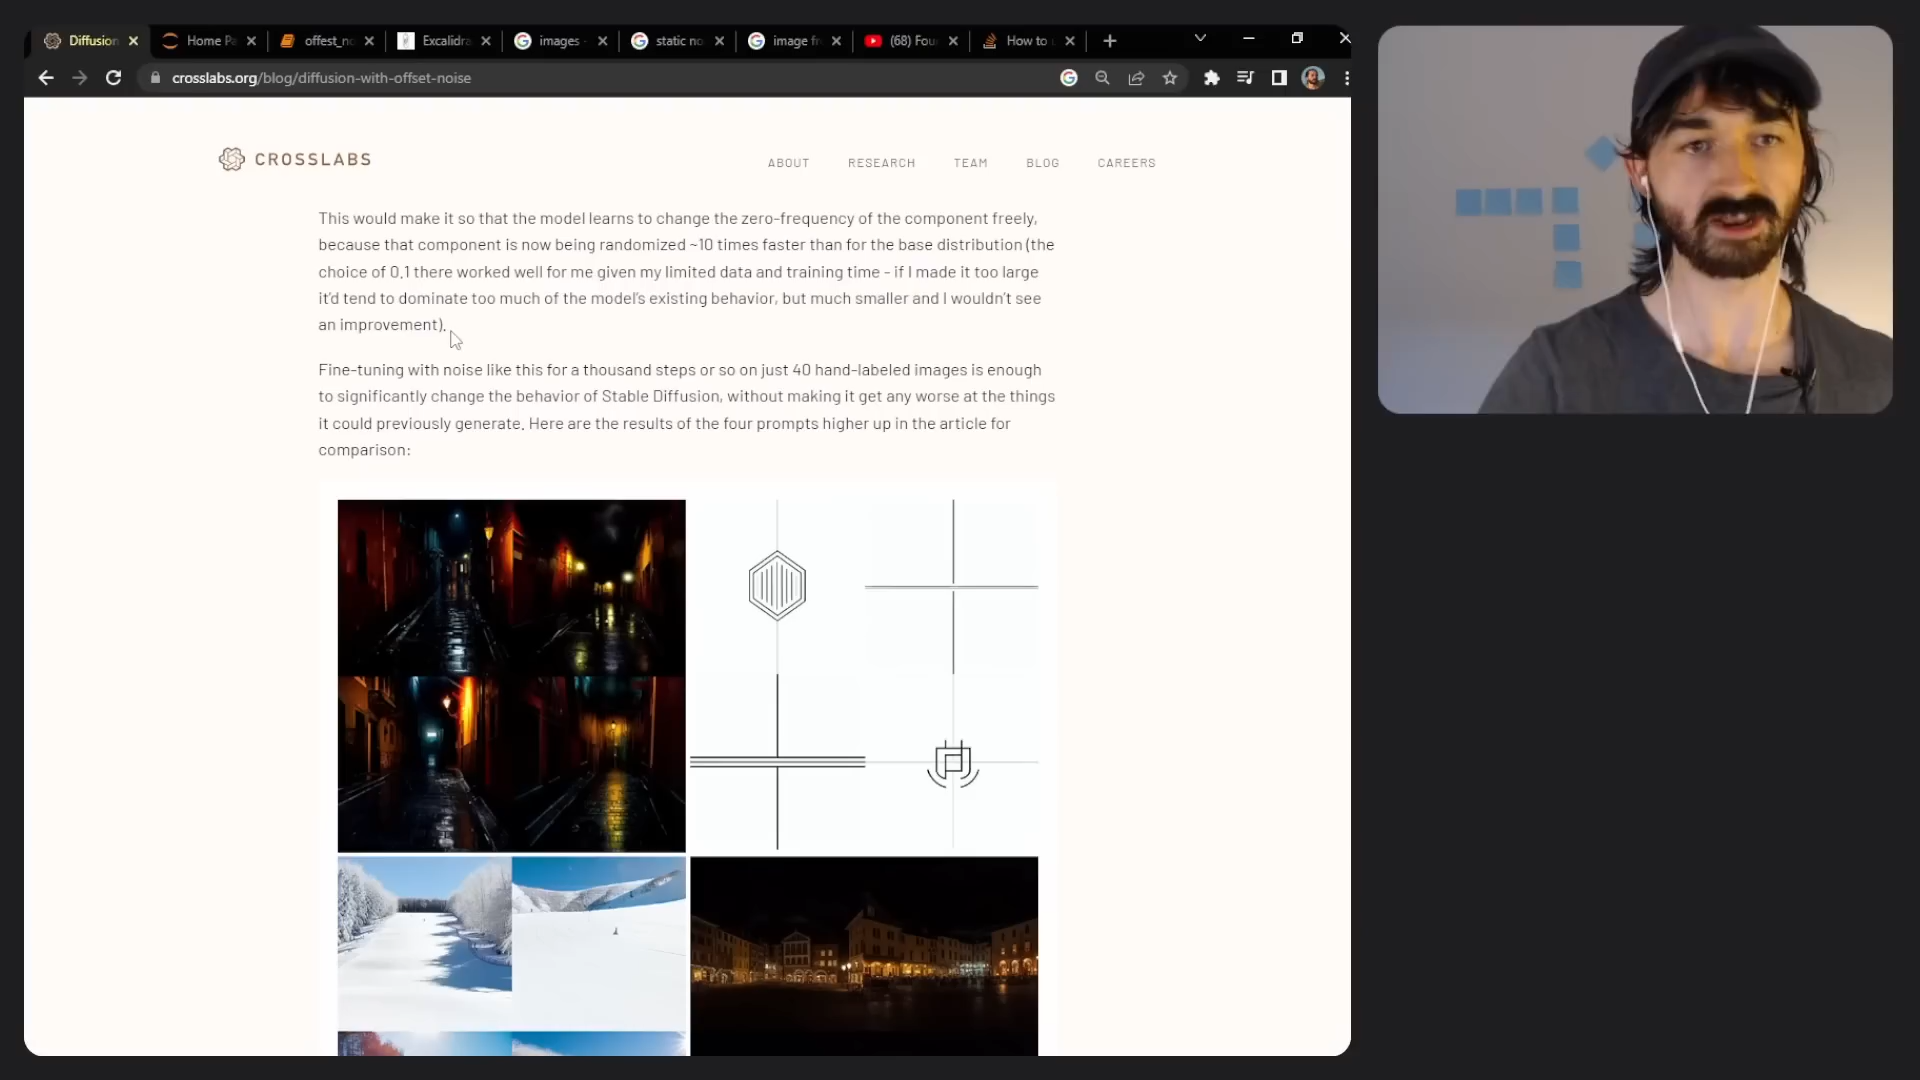 Diffusion
Home Pa
offest_no
Excalidra
images -
static no
image fr
(68) Fou
How to
crosslabs.org/blog/diffusion-with-offset-noise
CROSSLABS
ABOUT
RESEARCH
TEAM
BLOG
CAREERS
This would make it so that the model learns to change the zero-frequency of the component freely,
because that component is now being randomized ~10 times faster than for the base distribution (the
choice of 0.1 there worked well for me given my limited data and training time - if I made it too large
it'd tend to dominate too much of the model's existing behavior, but much smaller and I wouldn't see
an improvement).
Fine-tuning with noise like this for a thousand steps or so on just 40 hand-labeled images is enough
to significantly change the behavior of Stable Diffusion, without making it get any worse at the things
it could previously generate. Here are the results of the four prompts higher up in the article for
comparison: